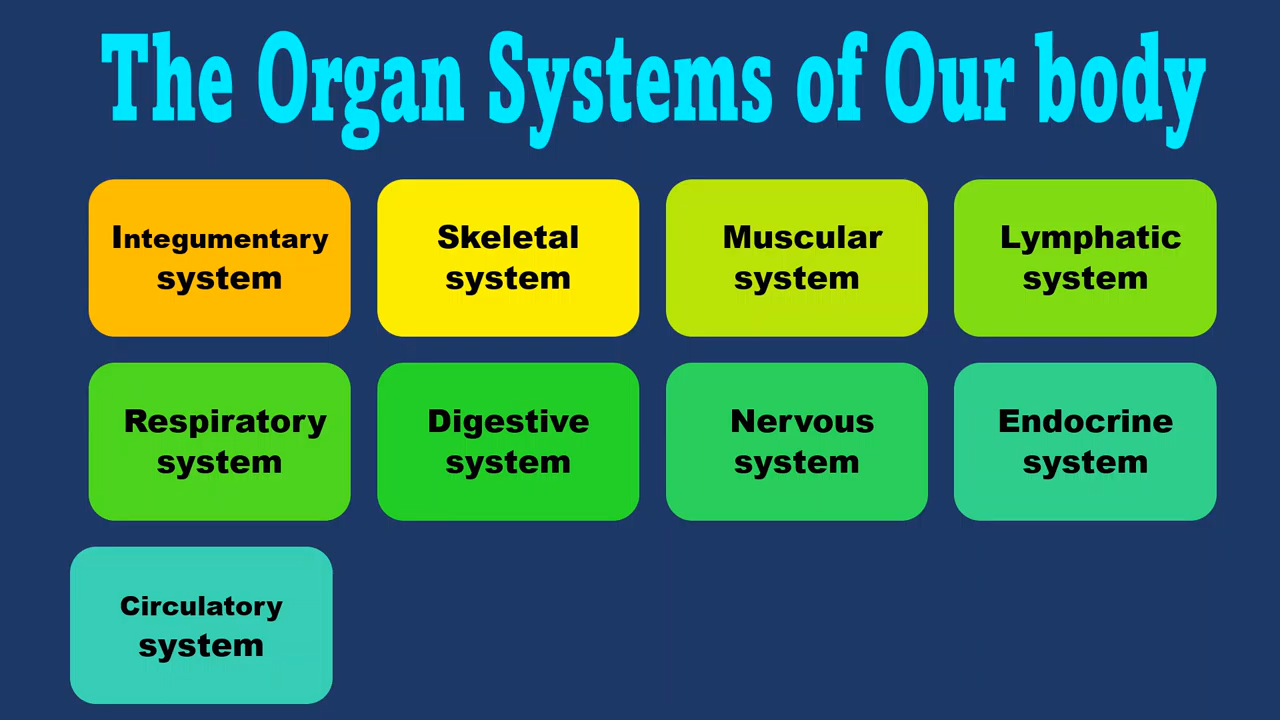 The Organ Systems of Our body
Integumentary
system
Skeletal
system
Muscular
system
Lymphatic
system
Respiratory
system
Digestive
system
Nervous
system
Endocrine
system
Circulatory
system